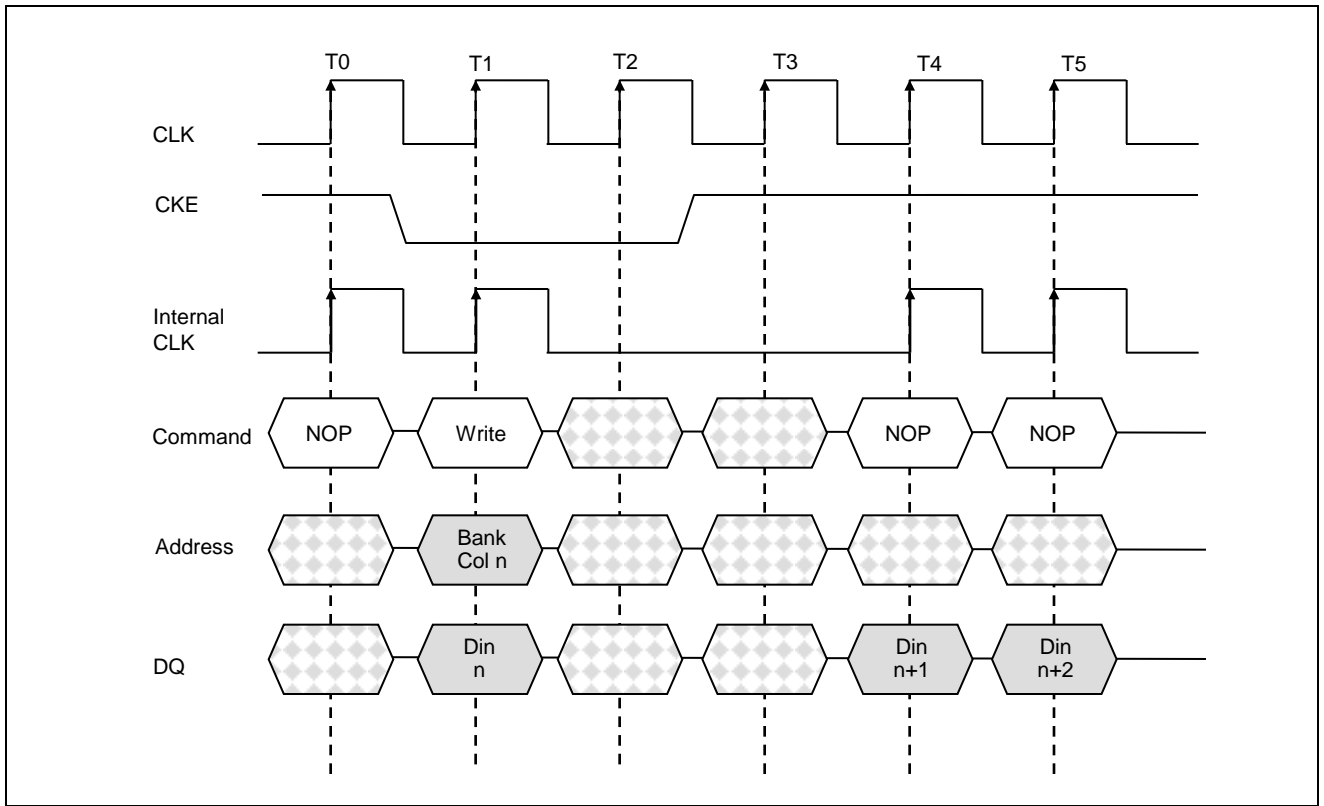 T0 T1 T2 T3 T4 T5
CLK
CKE
Internal
CLK
Command NOP Write NOP NOP
Address Bank
Col n
DQ Din
n
Din
n+1
Din
n+2